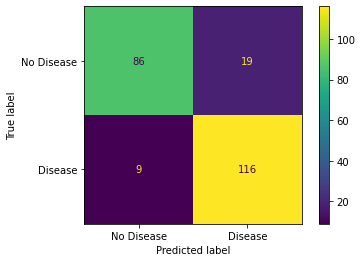 No Disease
86
19
Disease
9
116
No Disease
Disease
Predicted label
True label
100
80
60
40
20